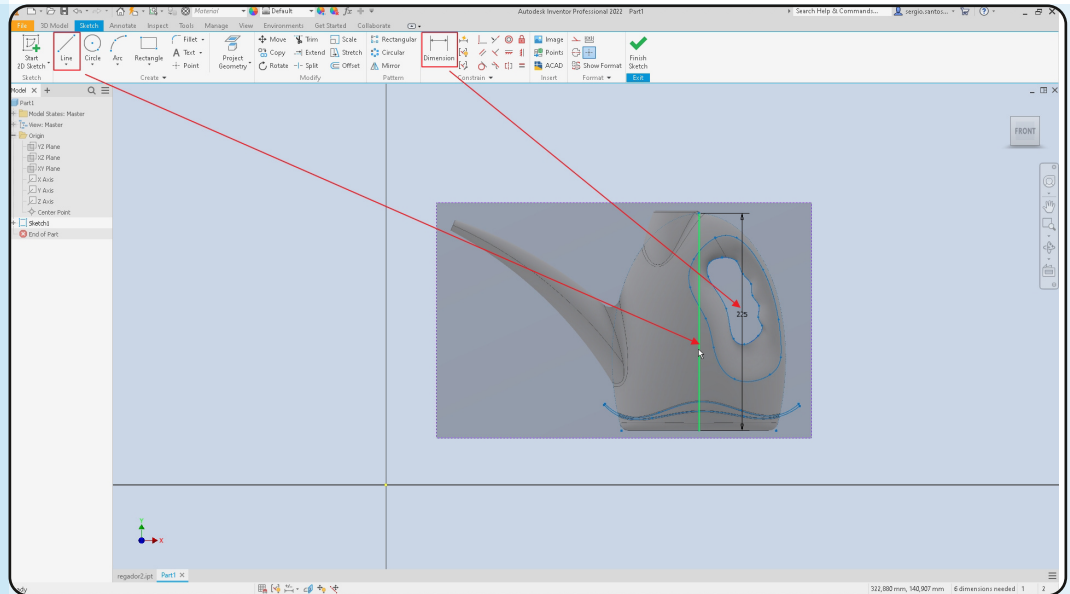 Material Default fx Autodesk Inventor Professional 2022 Part1 Search Help & Commands... sergio.santos...
File 3D Model Sketch Annotate Inspect Tools Manage View Environments Get Started Collaborate
Start
2D Sketch
Line Circle Arc Rectangle
Fillet
Text
Point
Project
Geometry
Move Trim Scale
Copy Extend Stretch
Rotate Split Offset
Rectangular
Circular
Mirror
Dimension
Image
Points
ACAD
Show Format
Finish
Sketch
Sketch Create Modify Pattern Constrain Insert Format Exit
Model
Part1
Model States: Master
View: Master
Origin
YZ Plane
XZ Plane
XY Plane
X Axis
Y Axis
Z Axis
Center Point
Sketch1
End of Part
FRONT
225
Y
X
regador2.ipt Part1
322,880 mm, 140,907 mm 6 dimensions needed 1 2